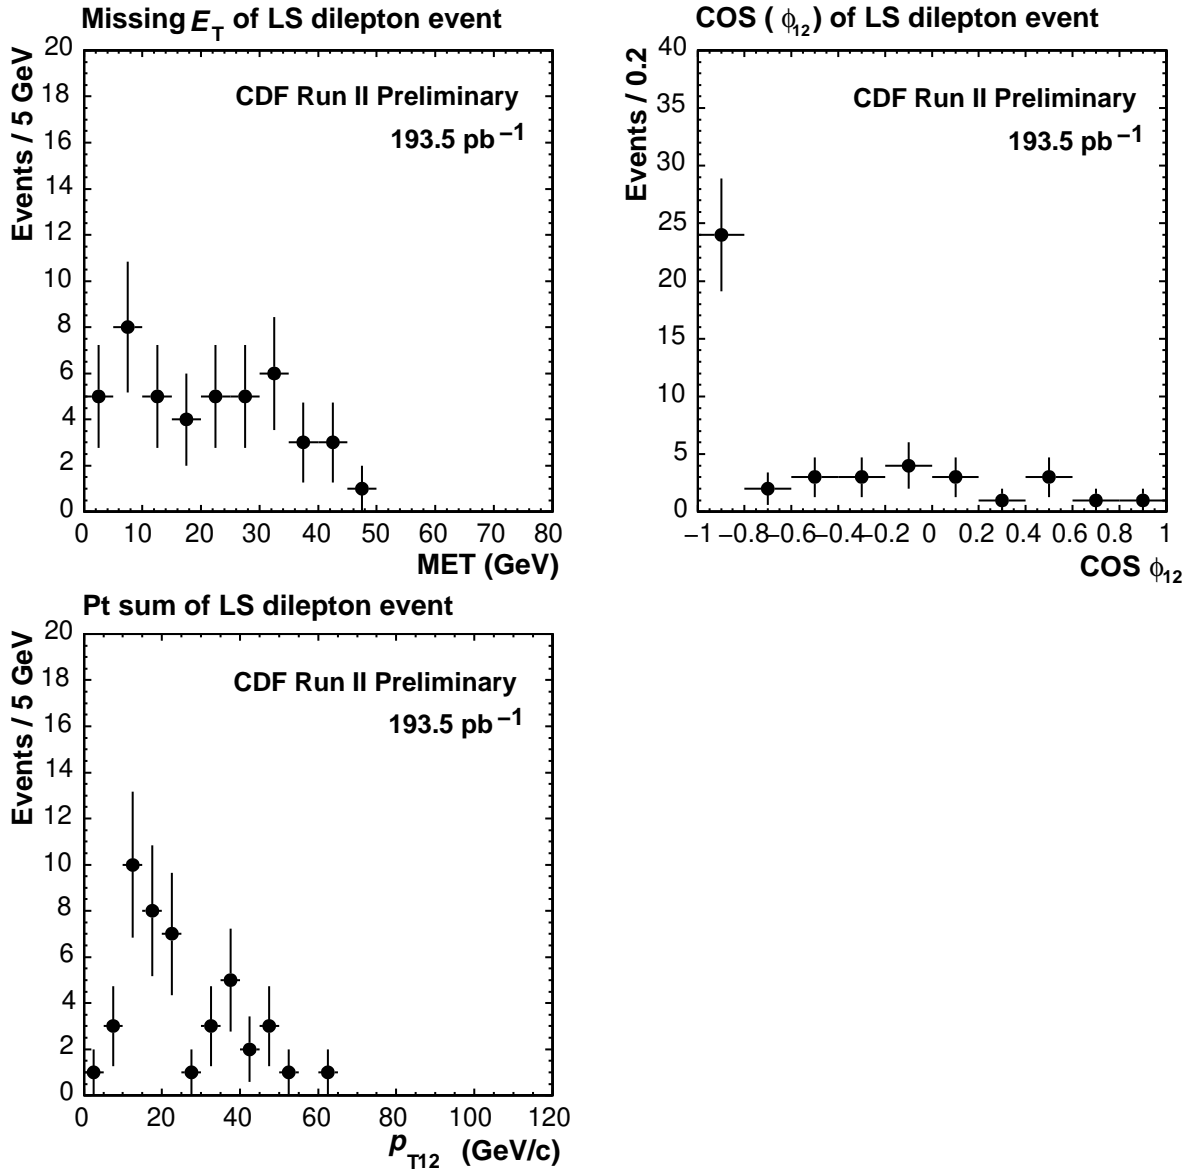 Missing E_T of LS dilepton event
Events / 5 GeV
20
18
16
14
12
10
8
6
4
2
0
CDF Run II Preliminary
193.5 pb⁻¹
0 10 20 30 40 50 60 70 80
MET (GeV)
COS ( ϕ₁₂) of LS dilepton event
Events / 0.2
40
35
30
25
20
15
10
5
0
CDF Run II Preliminary
193.5 pb⁻¹
−1 −0.8 −0.6 −0.4 −0.2 0 0.2 0.4 0.6 0.8 1
COS ϕ₁₂
Pt sum of LS dilepton event
Events / 5 GeV
20
18
16
14
12
10
8
6
4
2
0
CDF Run II Preliminary
193.5 pb⁻¹
0 20 40 60 80 100 120
p_T12 (GeV/c)